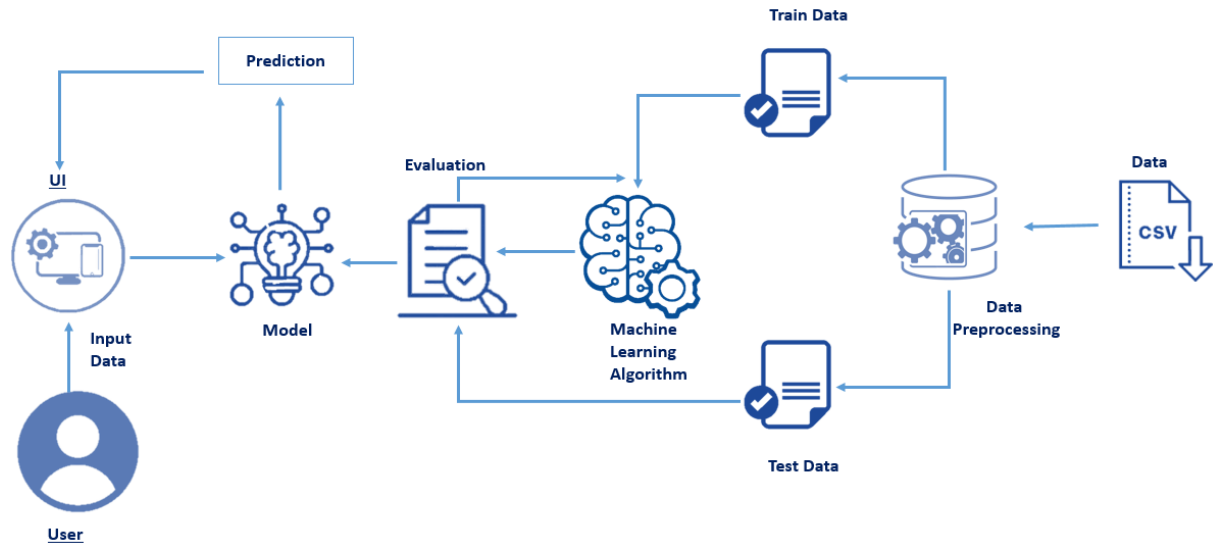 Train Data
Prediction
Evaluation
Data
UI
CSV
Data
Preprocessing
Input
Data
Model
Machine
Learning
Algorithm
Test Data
User